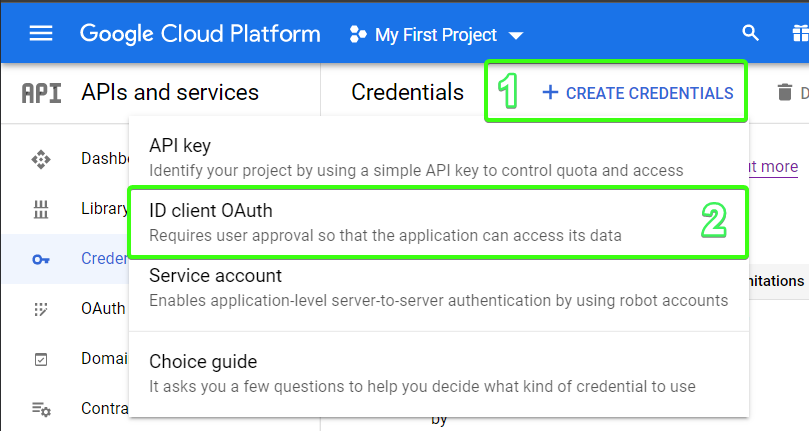 Google Cloud Platform My First Project
API APIs and services Credentials 1 + CREATE CREDENTIALS D
API key
Dashb Identify your project by using a simple API key to control quota and access ut more
Library ID client OAuth 2
Requires user approval so that the application can access its data
Creder Service account nitations
OAuth Enables application-level server-to-server authentication by using robot accounts
Domai Choice guide
It asks you a few questions to help you decide what kind of credential to use
Contra by